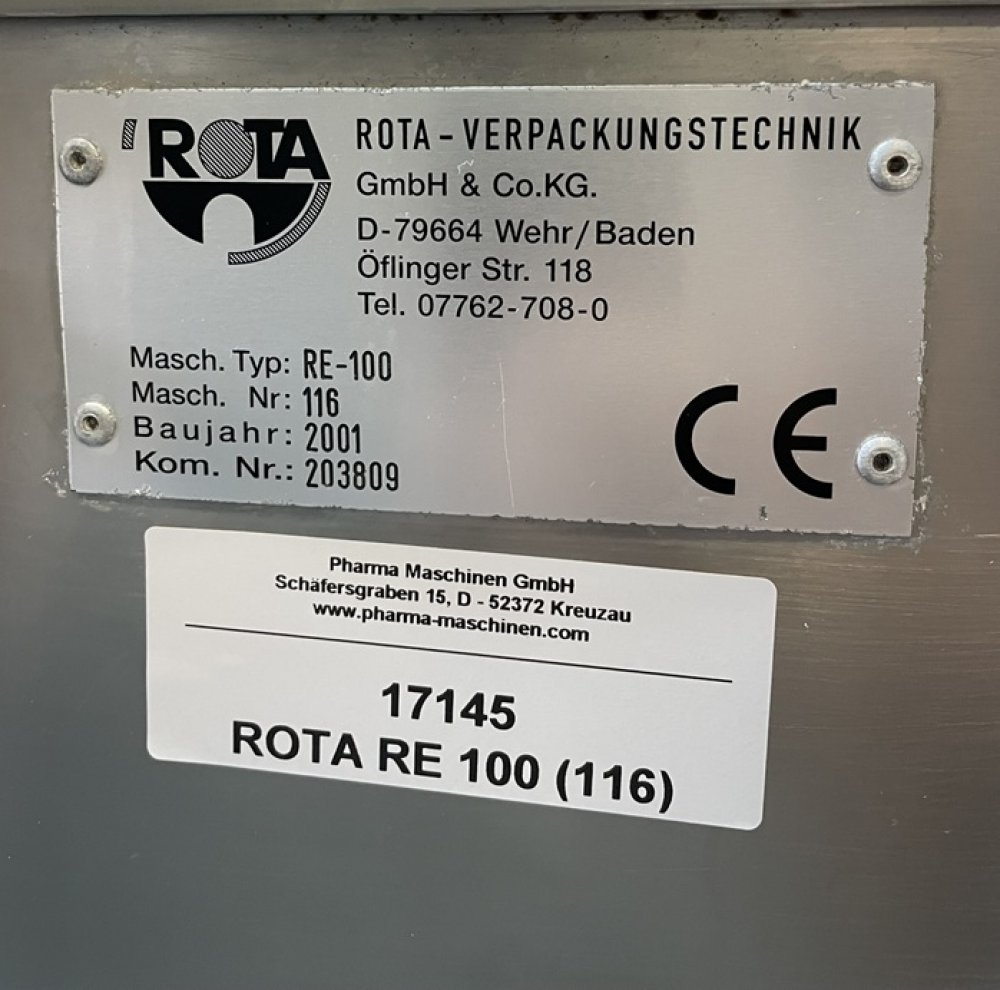 ROTA
ROTA-VERPACKUNGSTECHNIK
GmbH & Co.KG.
D-79664 Wehr/Baden
Öflinger Str. 118
Tel. 07762-708-0
Masch. Typ: RE-100
Masch. Nr: 116
Baujahr: 2001
Kom. Nr.: 203809
CE
Pharma Maschinen GmbH
Schäfersgraben 15, D - 52372 Kreuzau
www.pharma-maschinen.com
17145
ROTA RE 100 (116)